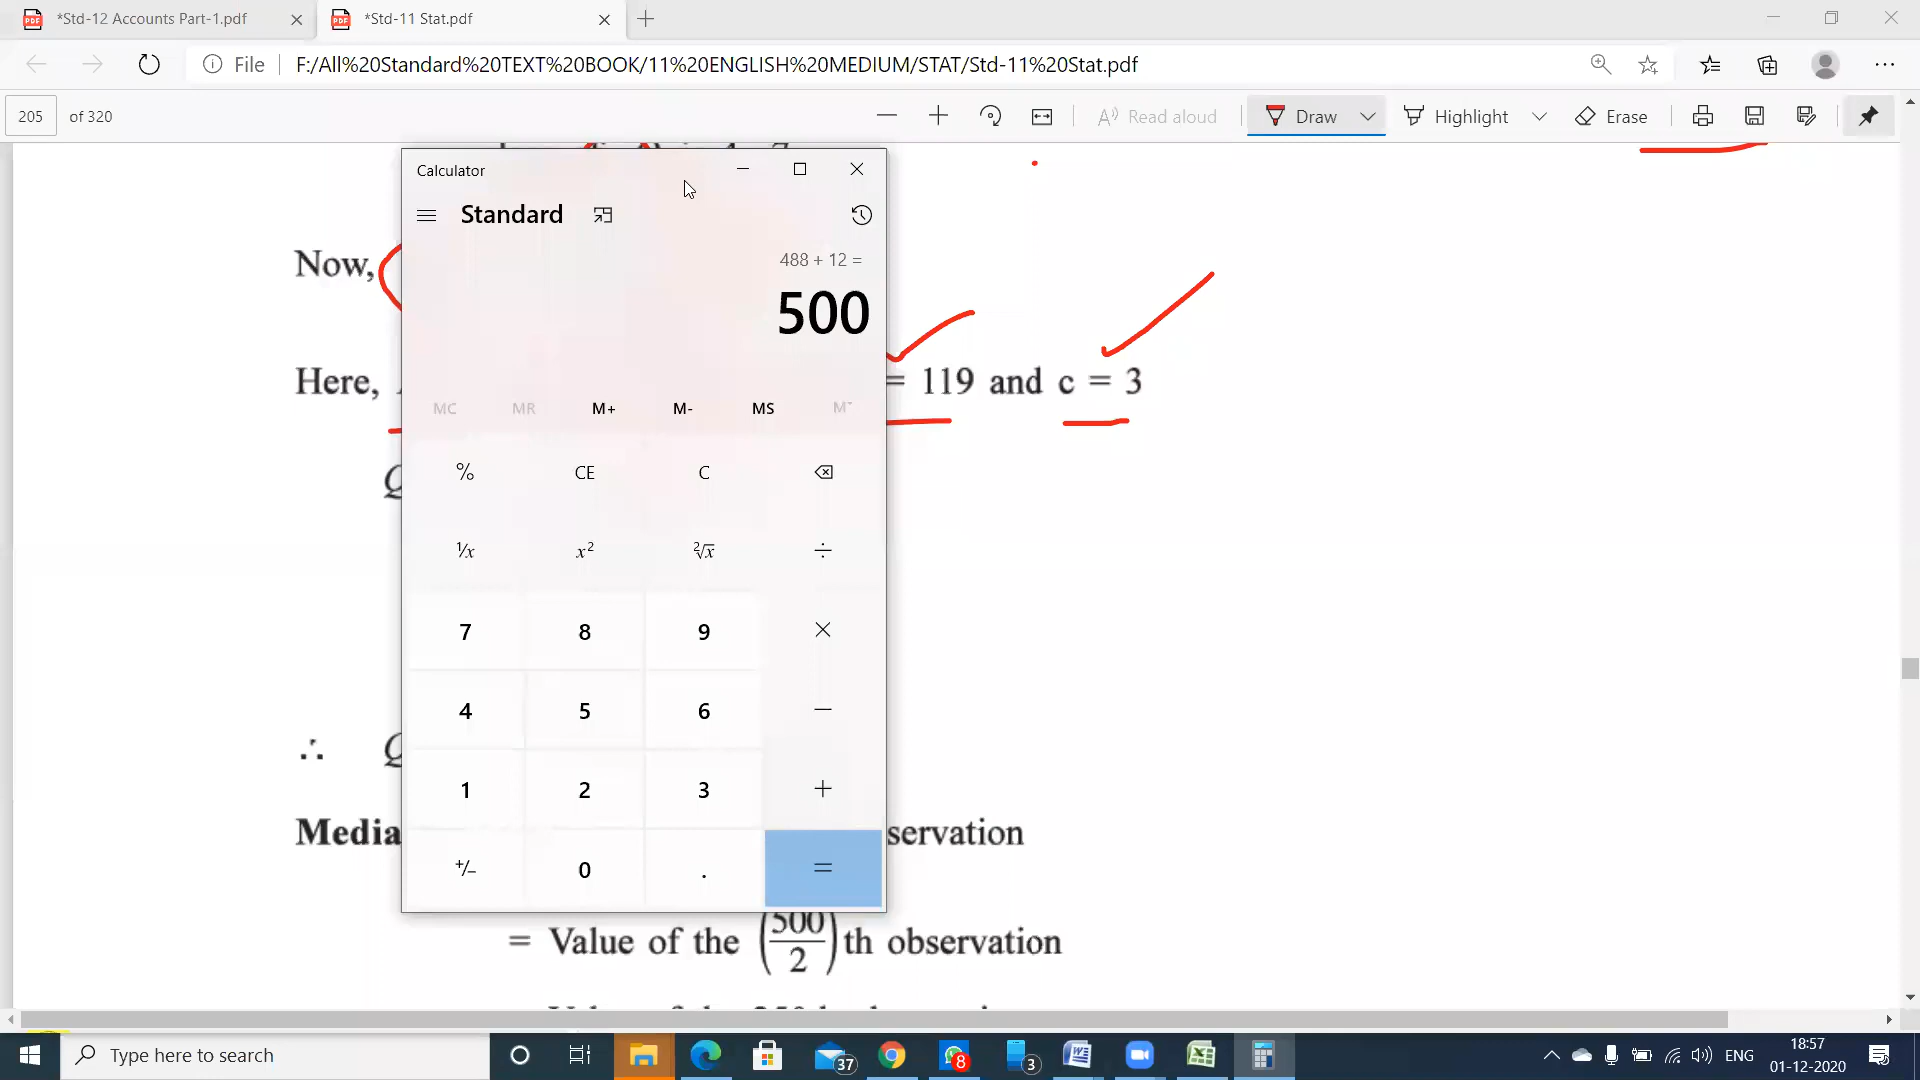 *Std-12 Accounts Part-1.pdf
*Std-11 Stat.pdf
File
F:/All%20Standard%20TEXT%20BOOK/11%20ENGLISH%20MEDIUM/STAT/Std-11%20Stat.pdf
205 of 320
Read aloud
Draw
Highlight
Erase
Calculator
Standard
488 + 12 =
500
MC MR M+ M- MS M˅
% CE C
¹/x x² ²√x ÷
7 8 9 ×
4 5 6 −
1 2 3 +
+/− 0 . =
Now,
Here,
= 119 and c = 3
Q
∴ Q
Media
servation
= Value of the (500/2)th observation
Type here to search
37
8
3
ENG
18:57
01-12-2020